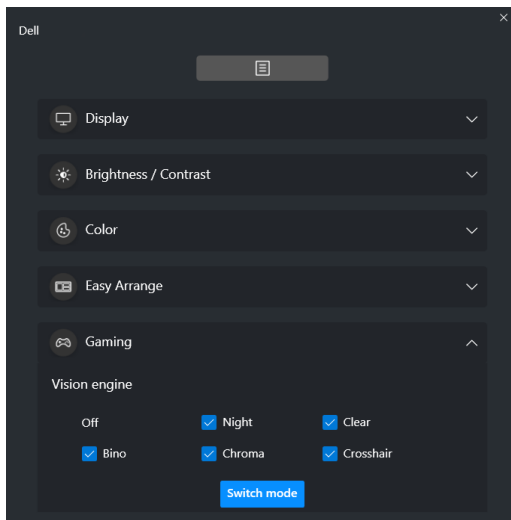 Dell
Display
Brightness / Contrast
Color
Easy Arrange
Gaming
Vision engine
Off Night Clear
Bino Chroma Crosshair
Switch mode